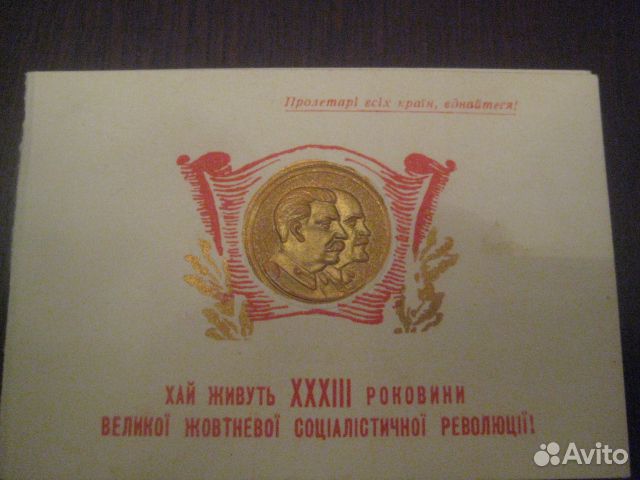 Пролетарі всіх країн, єднайтеся!
ХАЙ ЖИВУТЬ XXXIII РОКОВИНИ
ВЕЛИКОЇ ЖОВТНЕВОЇ СОЦІАЛІСТИЧНОЇ РЕВОЛЮЦІЇ!
Avito